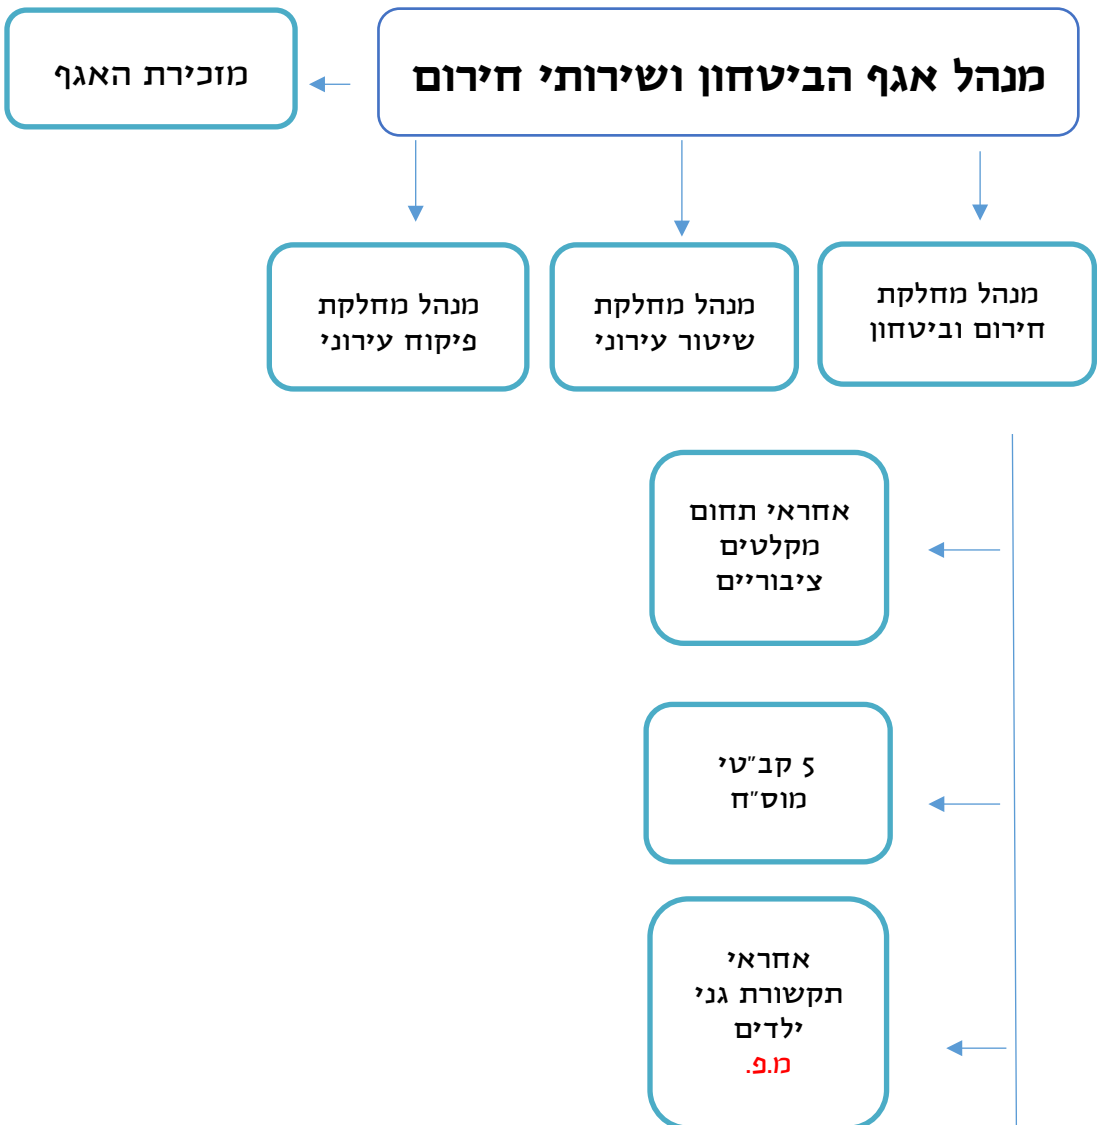 מנהל אגף הביטחון ושירותי חירום
מזכירת האגף
מנהל מחלקת
חירום וביטחון
מנהל מחלקת
שיטור עירוני
מנהל מחלקת
פיקוח עירוני
אחראי תחום
מקלטים
ציבוריים
5 קב"טי
מוס"ח
אחראי
תקשורת גני
ילדים
מ.פ.